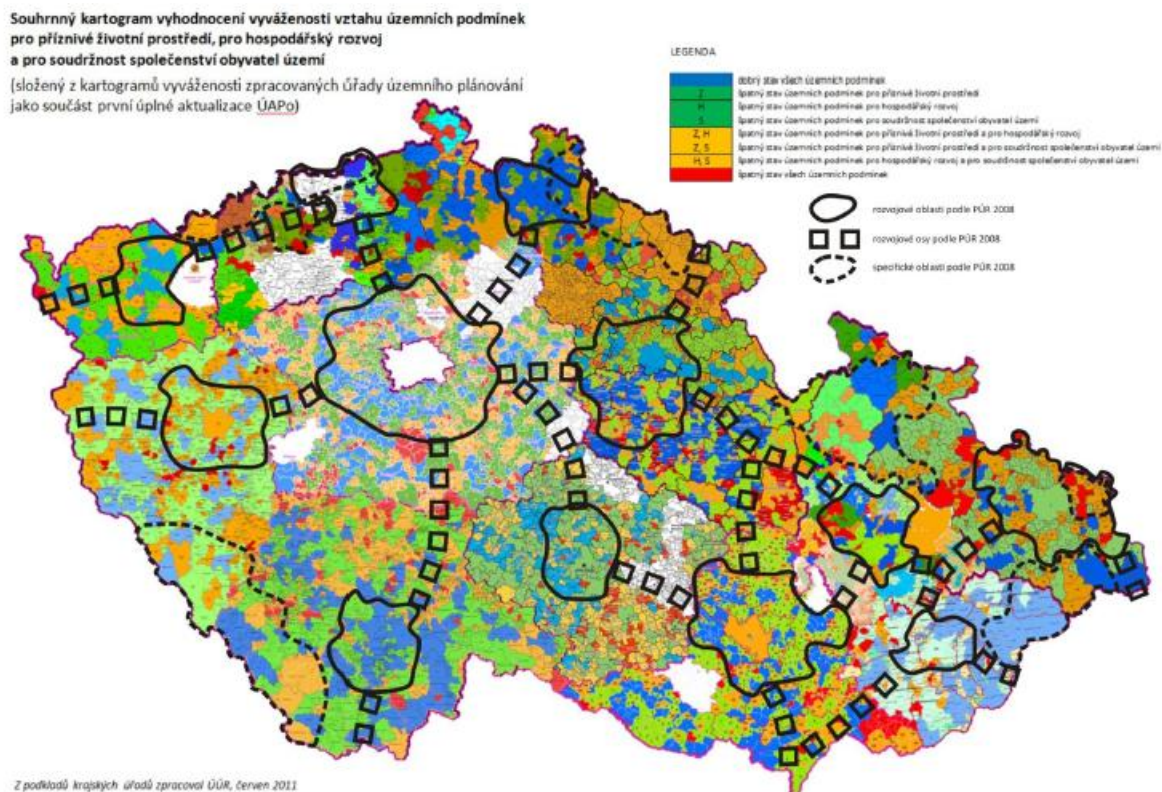 Souhrnný kartogram vyhodnocení vyváženosti vztahu územních podmínek
pro příznivé životní prostředí, pro hospodářský rozvoj
a pro soudržnost společenství obyvatel území
(složený z kartogramů vyváženosti zpracovaných úřady územního plánování
jako součást první úplné aktualizace ÚAPo)
LEGENDA
dobrý stav všech územních podmínek
Z špatný stav územních podmínek pro příznivé životní prostředí
H špatný stav územních podmínek pro hospodářský rozvoj
S špatný stav územních podmínek pro soudržnost společenství obyvatel území
Z, H špatný stav územních podmínek pro příznivé životní prostředí a pro hospodářský rozvoj
Z, S špatný stav územních podmínek pro příznivé životní prostředí a pro soudržnost společenství obyvatel území
H, S špatný stav územních podmínek pro hospodářský rozvoj a pro soudržnost společenství obyvatel území
špatný stav všech územních podmínek
rozvojové oblasti podle PÚR 2008
rozvojové osy podle PÚR 2008
specifické oblasti podle PÚR 2008
Z podkladů krajských úřadů zpracoval ÚÚR, červen 2011